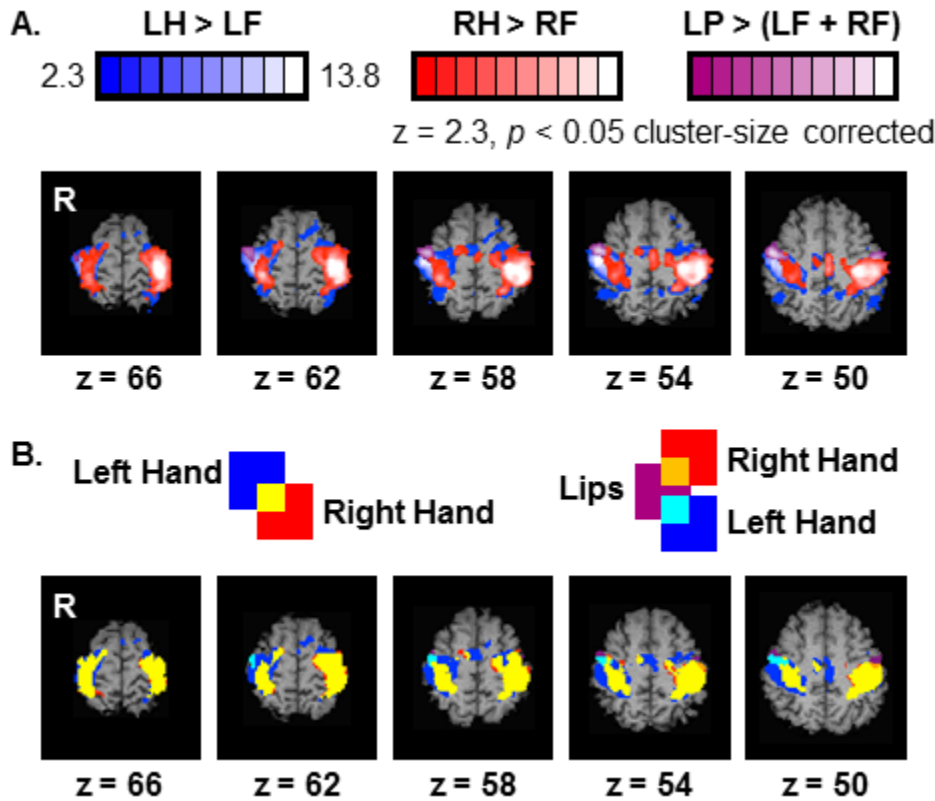 A. LH > LF RH > RF LP > (LF + RF)
2.3 13.8
z = 2.3, p < 0.05 cluster-size corrected
R
z = 66 z = 62 z = 58 z = 54 z = 50
B.
Left Hand
Right Hand
Lips
Right Hand
Left Hand
R
z = 66 z = 62 z = 58 z = 54 z = 50